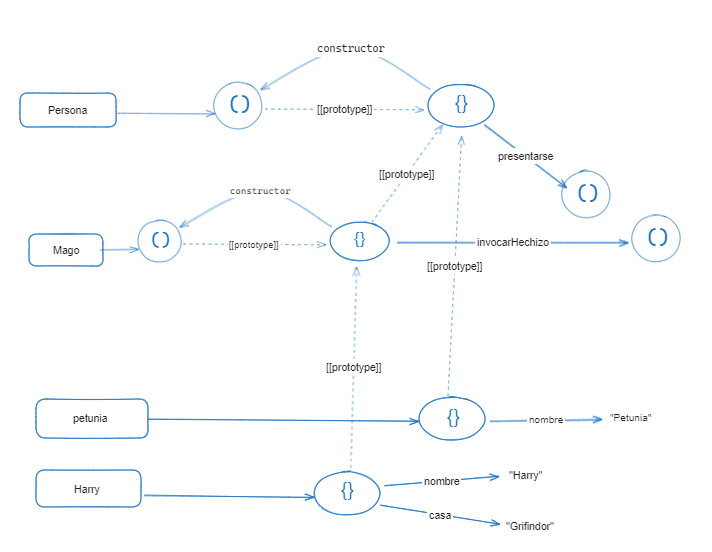 constructor
Persona
()
[[prototype]]
{}
presentarse
[[prototype]]
()
constructor
Mago
()
[[prototype]]
{}
invocarHechizo
()
[[prototype]]
[[prototype]]
petunia
{}
nombre
"Petunia"
Harry
{}
nombre
"Harry"
casa
"Grifindor"